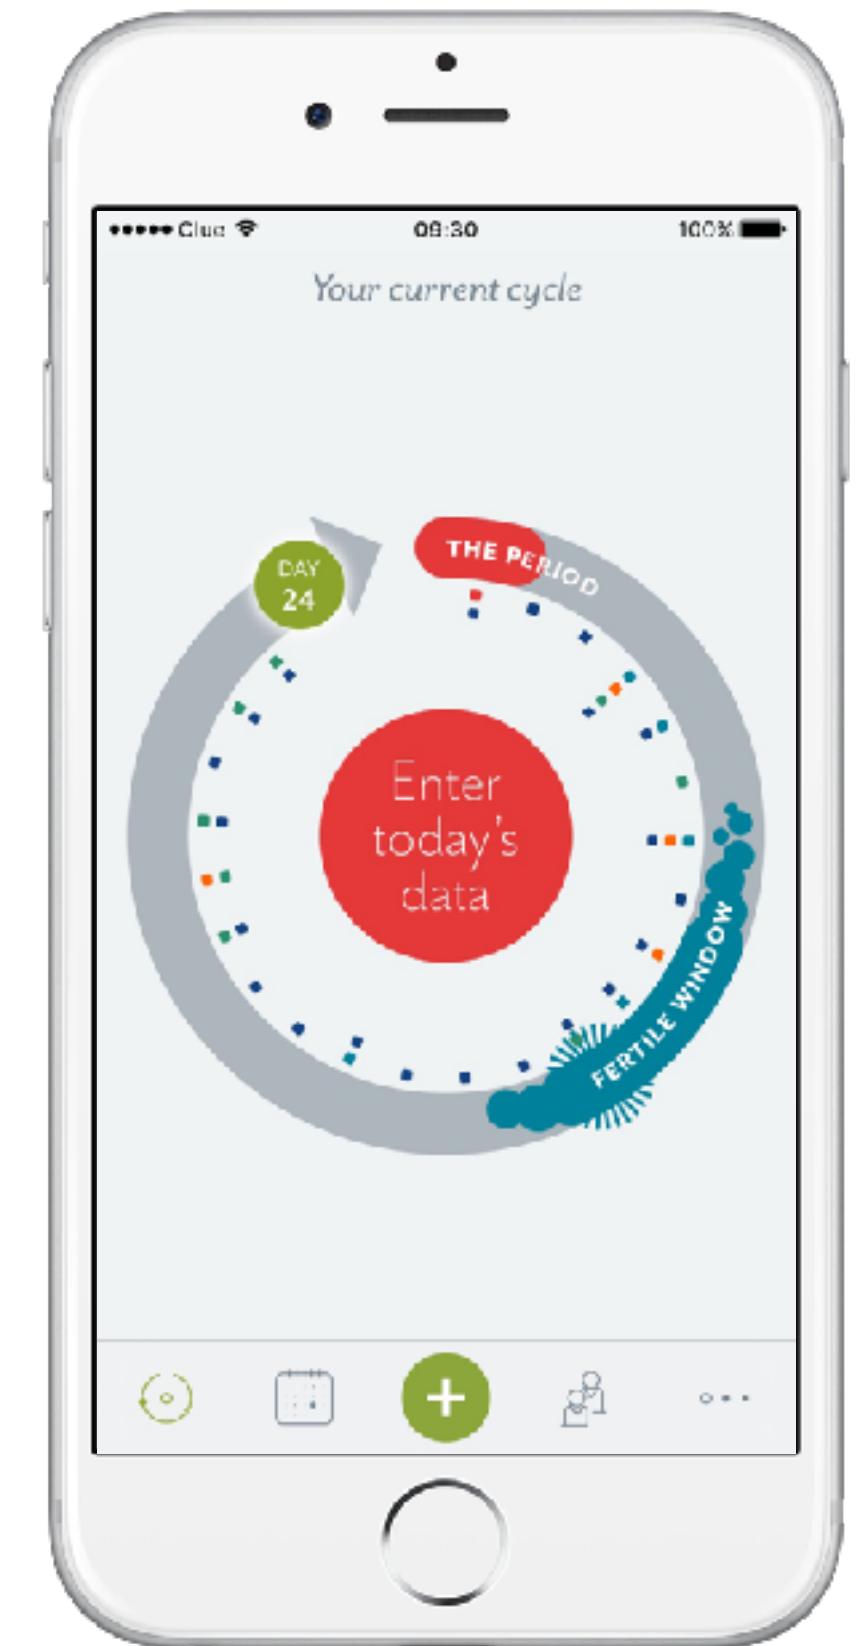 Clue
09:30
100%
Your current cycle
THE PERIOD
DAY
24
Enter
today's
data
FERTILE WINDOW